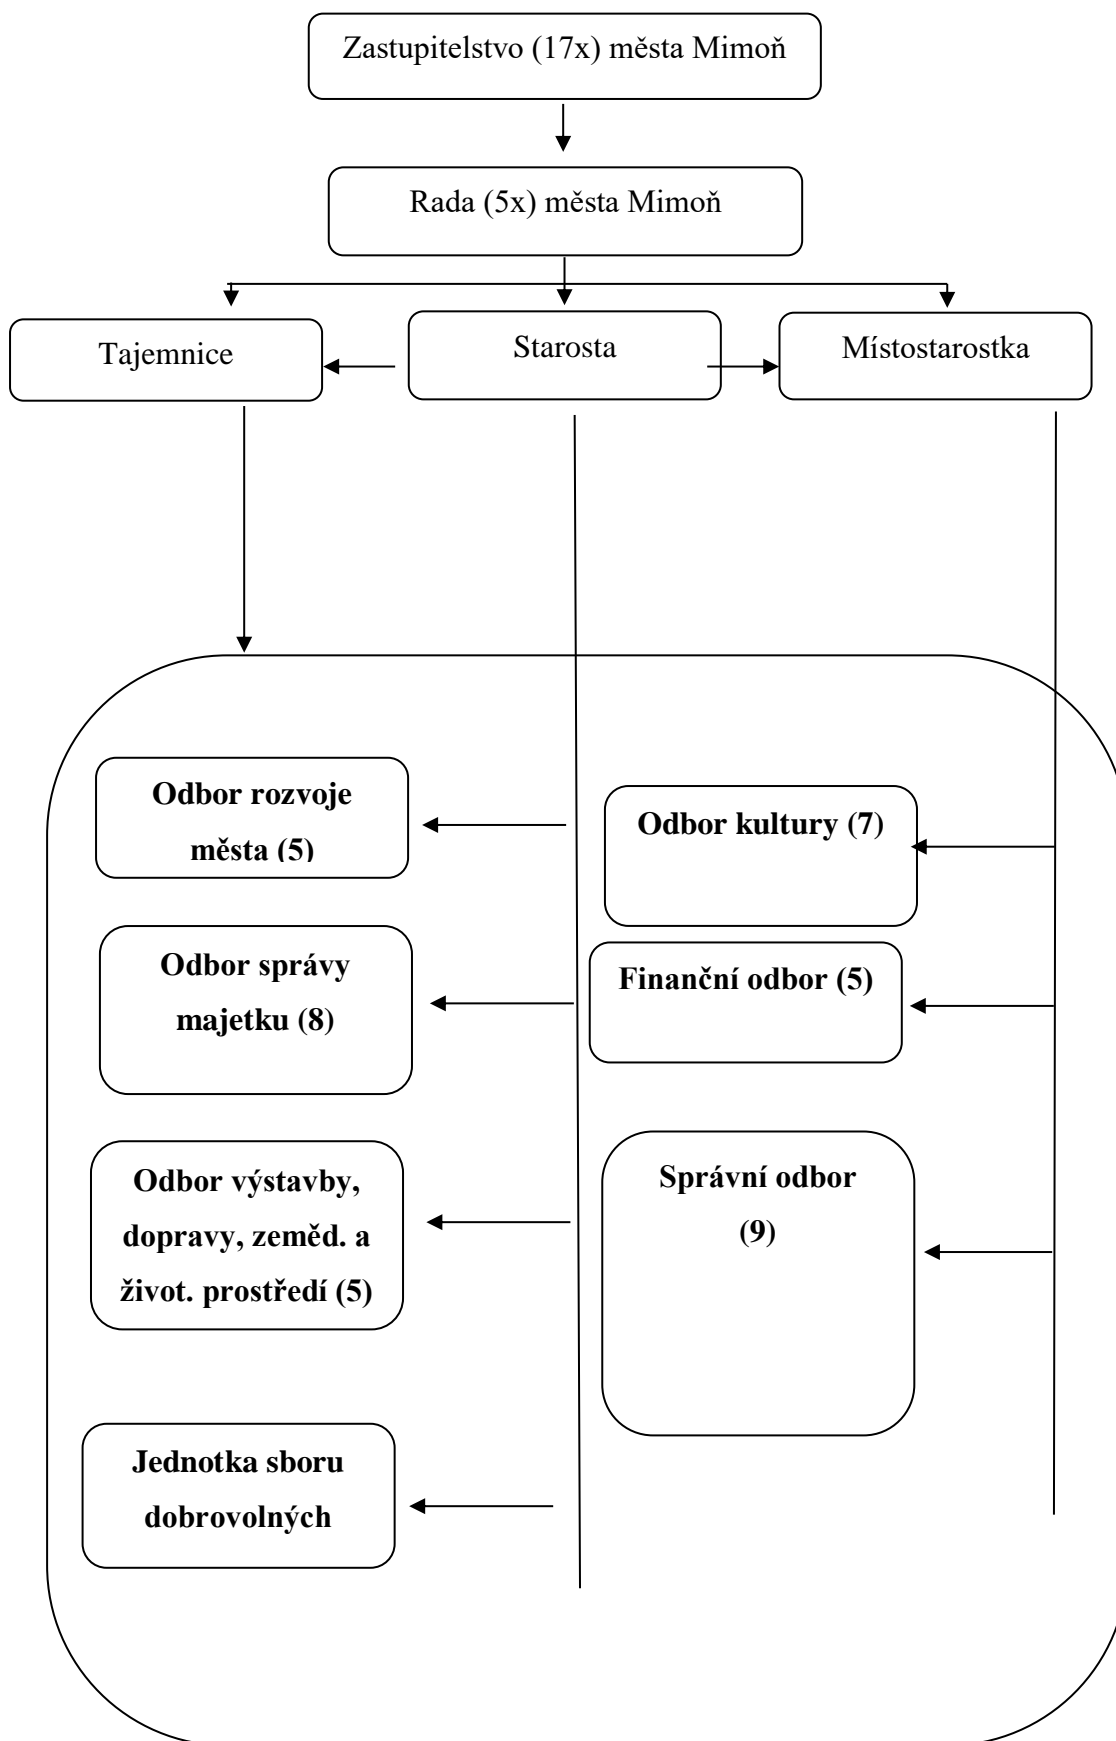 Zastupitelstvo (17x) města Mimoň
Rada (5x) města Mimoň
Tajemnice
Starosta
Místostarostka
Odbor rozvoje
města (5)
Odbor kultury (7)
Odbor správy
majetku (8)
Finanční odbor (5)
Odbor výstavby,
dopravy, zeměd. a
život. prostředí (5)
Správní odbor
(9)
Jednotka sboru
dobrovolných